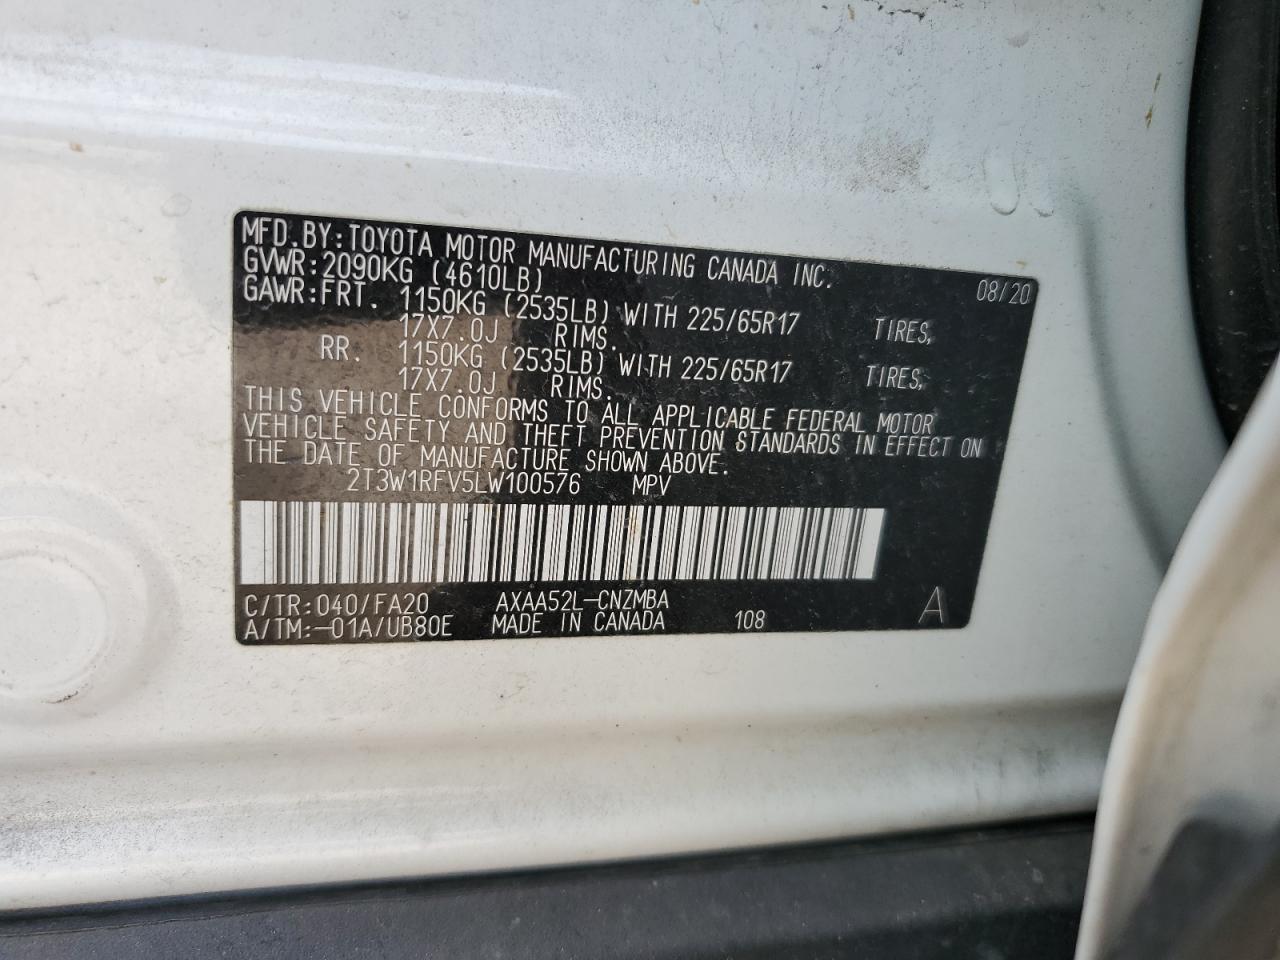 MFD.BY:TOYOTA MOTOR MANUFACTURING CANADA INC.
GVWR:2090KG (4610LB) 08/20
GAWR:FRT. 1150KG (2535LB) WITH 225/65R17 TIRES,
17X7.0J RIMS.
RR. 1150KG (2535LB) WITH 225/65R17 TIRES,
17X7.0J RIMS.
THIS VEHICLE CONFORMS TO ALL APPLICABLE FEDERAL MOTOR
VEHICLE SAFETY AND THEFT PREVENTION STANDARDS IN EFFECT ON
THE DATE OF MANUFACTURE SHOWN ABOVE.
2T3W1RFV5LW100576 MPV
C/TR:040/FA20 AXAA52L-CNZMBA
A/TM:-01A/UB80E MADE IN CANADA 108 A